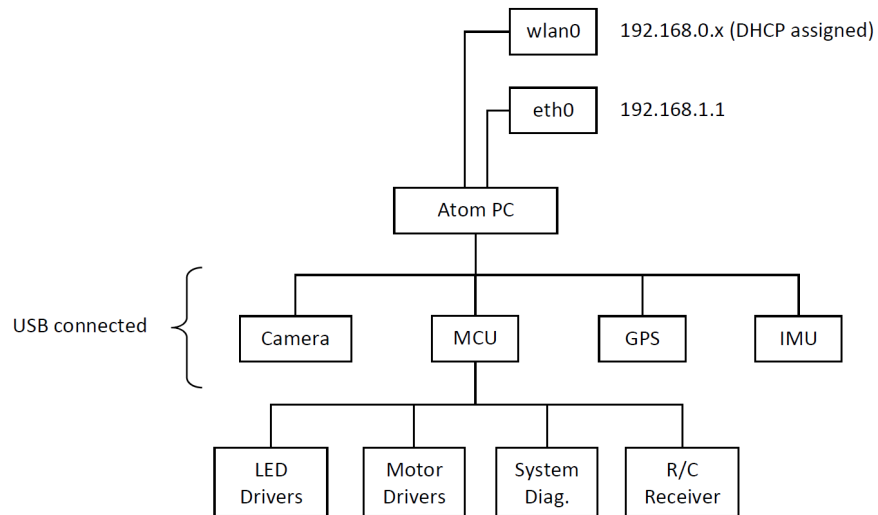 wlan0
192.168.0.x (DHCP assigned)
eth0
192.168.1.1
Atom PC
USB connected
Camera
MCU
GPS
IMU
LED
Drivers
Motor
Drivers
System
Diag.
R/C
Receiver